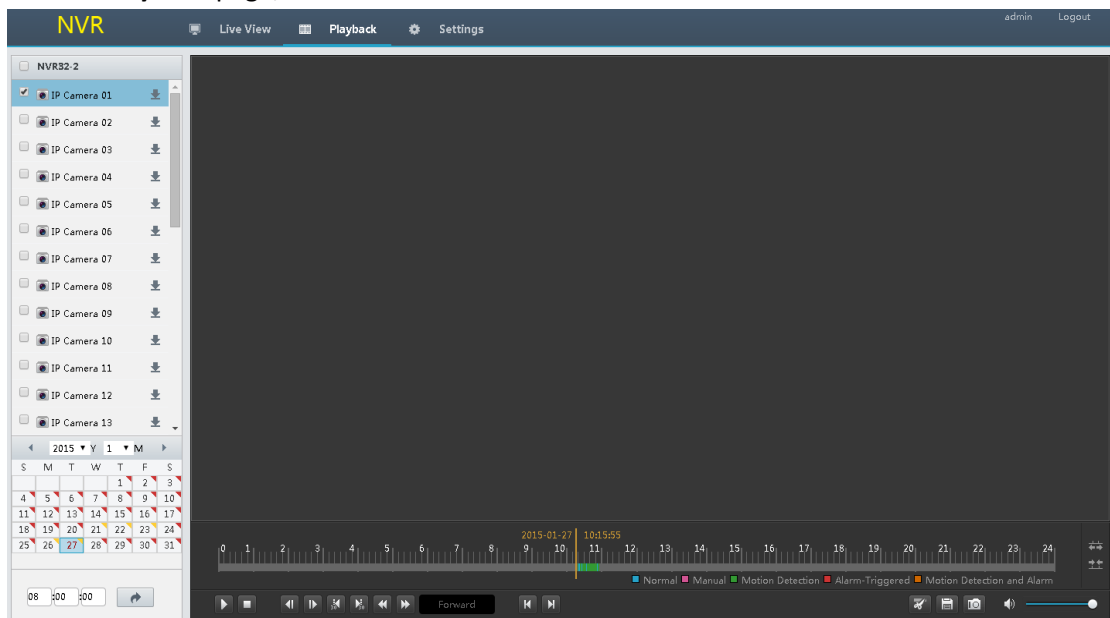 NVR
Live View Playback Settings admin Logout
NVR32-2
IP Camera 01
IP Camera 02
IP Camera 03
IP Camera 04
IP Camera 05
IP Camera 06
IP Camera 07
IP Camera 08
IP Camera 09
IP Camera 10
IP Camera 11
IP Camera 12
IP Camera 13
2015 Y 1 M
S M T W T F S
1 2 3
4 5 6 7 8 9 10
11 12 13 14 15 16 17
18 19 20 21 22 23 24
25 26 27 28 29 30 31
08 :00 :00
2015-01-27 10:15:55
0 1 2 3 4 5 6 7 8 9 10 11 12 13 14 15 16 17 18 19 20 21 22 23 24
Normal Manual Motion Detection Alarm-Triggered Motion Detection and Alarm
Forward